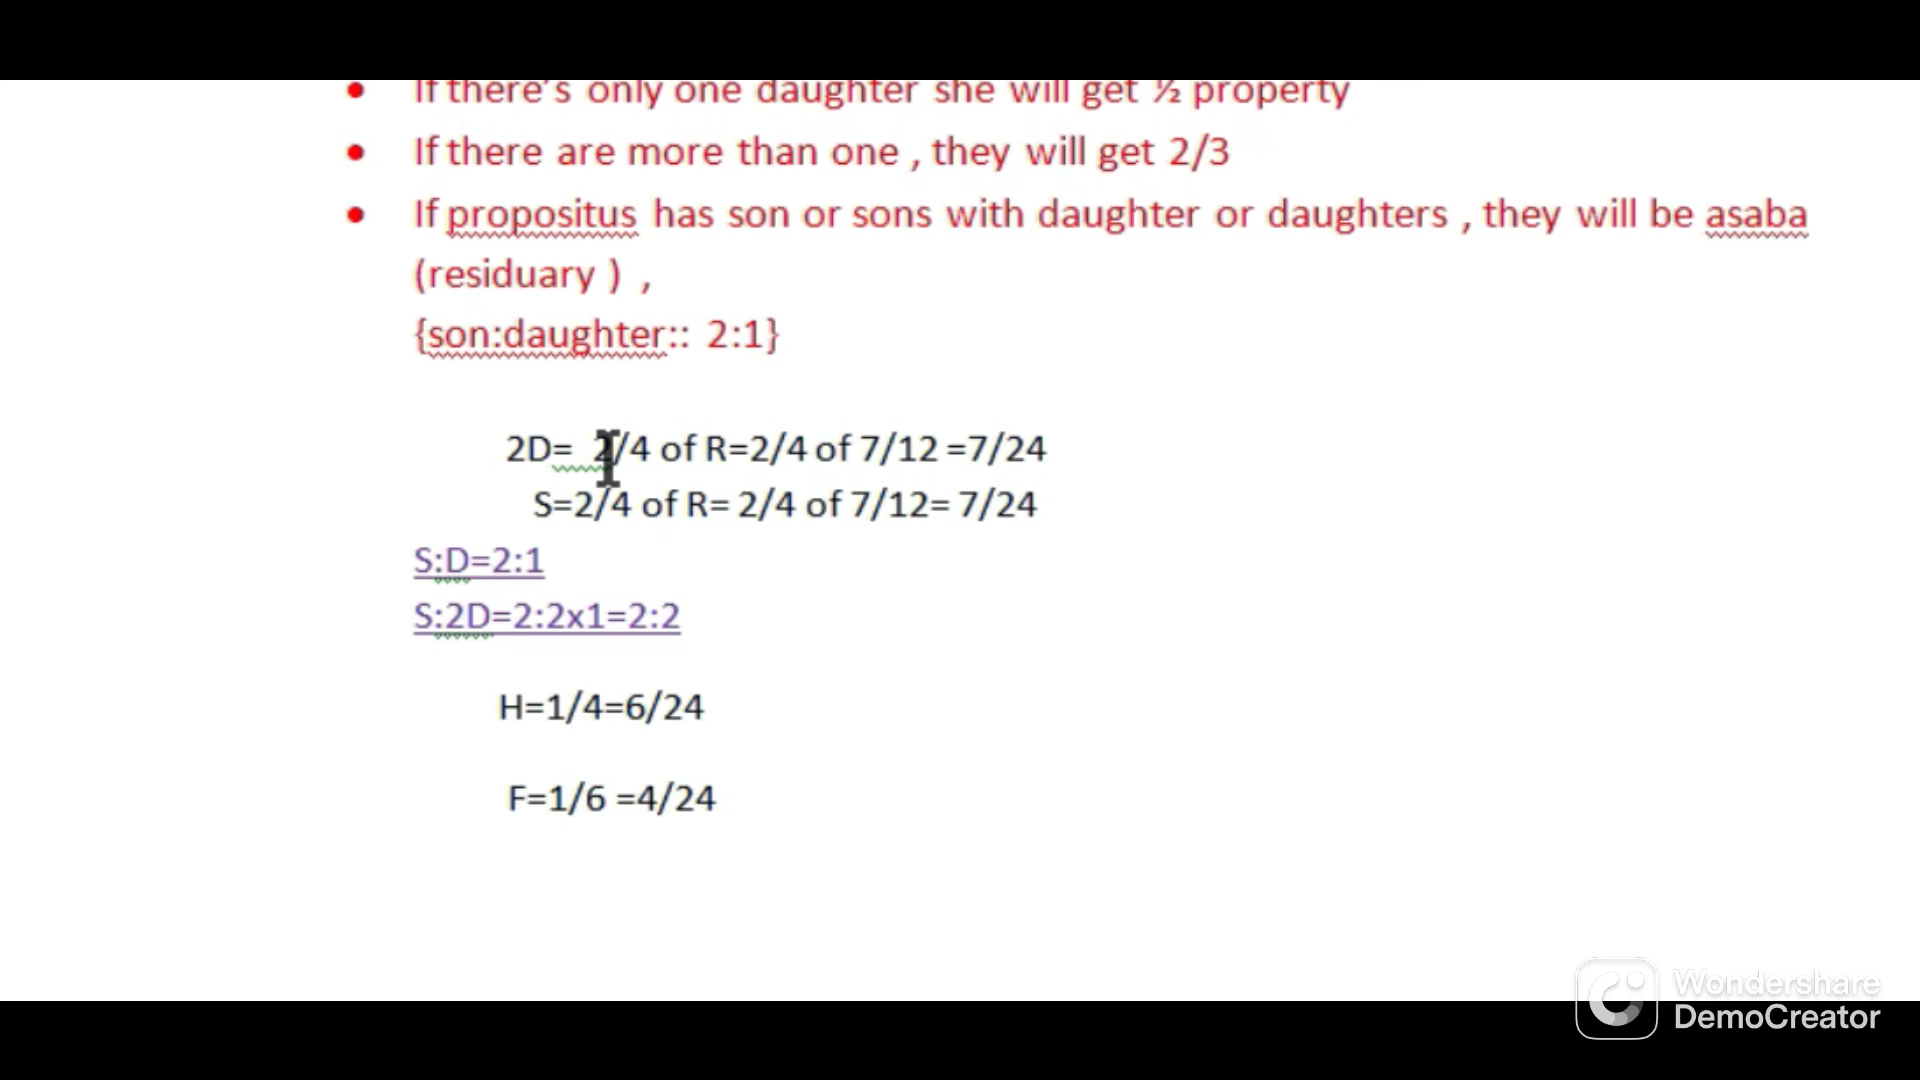 • If there's only one daughter she will get ½ property
• If there are more than one , they will get 2/3
• If propositus has son or sons with daughter or daughters , they will be asaba
(residuary ) ,
{son:daughter:: 2:1}
2D= 2/4 of R=2/4 of 7/12 =7/24
S=2/4 of R= 2/4 of 7/12= 7/24
S:D=2:1
S:2D=2:2x1=2:2
H=1/4=6/24
F=1/6 =4/24
Wondershare
DemoCreator